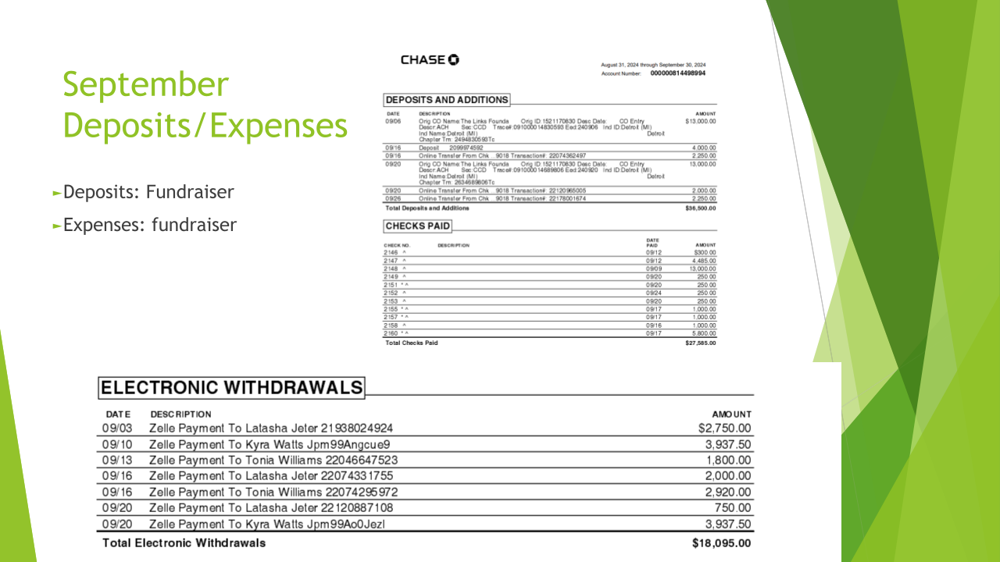 September
Deposits/Expenses
►Deposits: Fundraiser
►Expenses: fundraiser
CHASE
August 31, 2024 through September 30, 2024
Account Number: 000000814498994
DEPOSITS AND ADDITIONS
DATE DESCRIPTION AMOUNT
09/06 Orig CO Name:The Links Founda Orig ID:1521170830 Desc Date: CO Entry $13,000.00
Descr:ACH Sec:CCD Trace#:091000014830593 Eed:240906 Ind ID:Detroit (MI)
Ind Name:Detroit (MI) Detroit
Chapter Trn: 2494830593Tc
09/16 Deposit 2099974592 4,000.00
09/16 Online Transfer From Chk ...9018 Transaction#: 22074362497 2,250.00
09/20 Orig CO Name:The Links Founda Orig ID:1521170830 Desc Date: CO Entry 13,000.00
Descr:ACH Sec:CCD Trace#:091000014689806 Eed:240920 Ind ID:Detroit (MI)
Ind Name:Detroit (MI) Detroit
Chapter Trn: 2634689806Tc
09/20 Online Transfer From Chk ...9018 Transaction#: 22120965005 2,000.00
09/26 Online Transfer From Chk ...9018 Transaction#: 22178001674 2,250.00
Total Deposits and Additions $36,500.00
CHECKS PAID
CHECK NO. DESCRIPTION DATE PAID AMOUNT
2146 ^ 09/12 $300.00
2147 ^ 09/12 4,485.00
2148 ^ 09/09 13,000.00
2149 ^ 09/20 250.00
2151 * ^ 09/20 250.00
2152 ^ 09/24 250.00
2153 ^ 09/20 250.00
2155 * ^ 09/17 1,000.00
2157 * ^ 09/17 1,000.00
2158 ^ 09/16 1,000.00
2160 * ^ 09/17 5,800.00
Total Checks Paid $27,585.00
ELECTRONIC WITHDRAWALS
DATE DESCRIPTION AMOUNT
09/03 Zelle Payment To Latasha Jeter 21938024924 $2,750.00
09/10 Zelle Payment To Kyra Watts Jpm99Angcue9 3,937.50
09/13 Zelle Payment To Tonia Williams 22046647523 1,800.00
09/16 Zelle Payment To Latasha Jeter 22074331755 2,000.00
09/16 Zelle Payment To Tonia Williams 22074295972 2,920.00
09/20 Zelle Payment To Latasha Jeter 22120887108 750.00
09/20 Zelle Payment To Kyra Watts Jpm99Ao0Jezl 3,937.50
Total Electronic Withdrawals $18,095.00